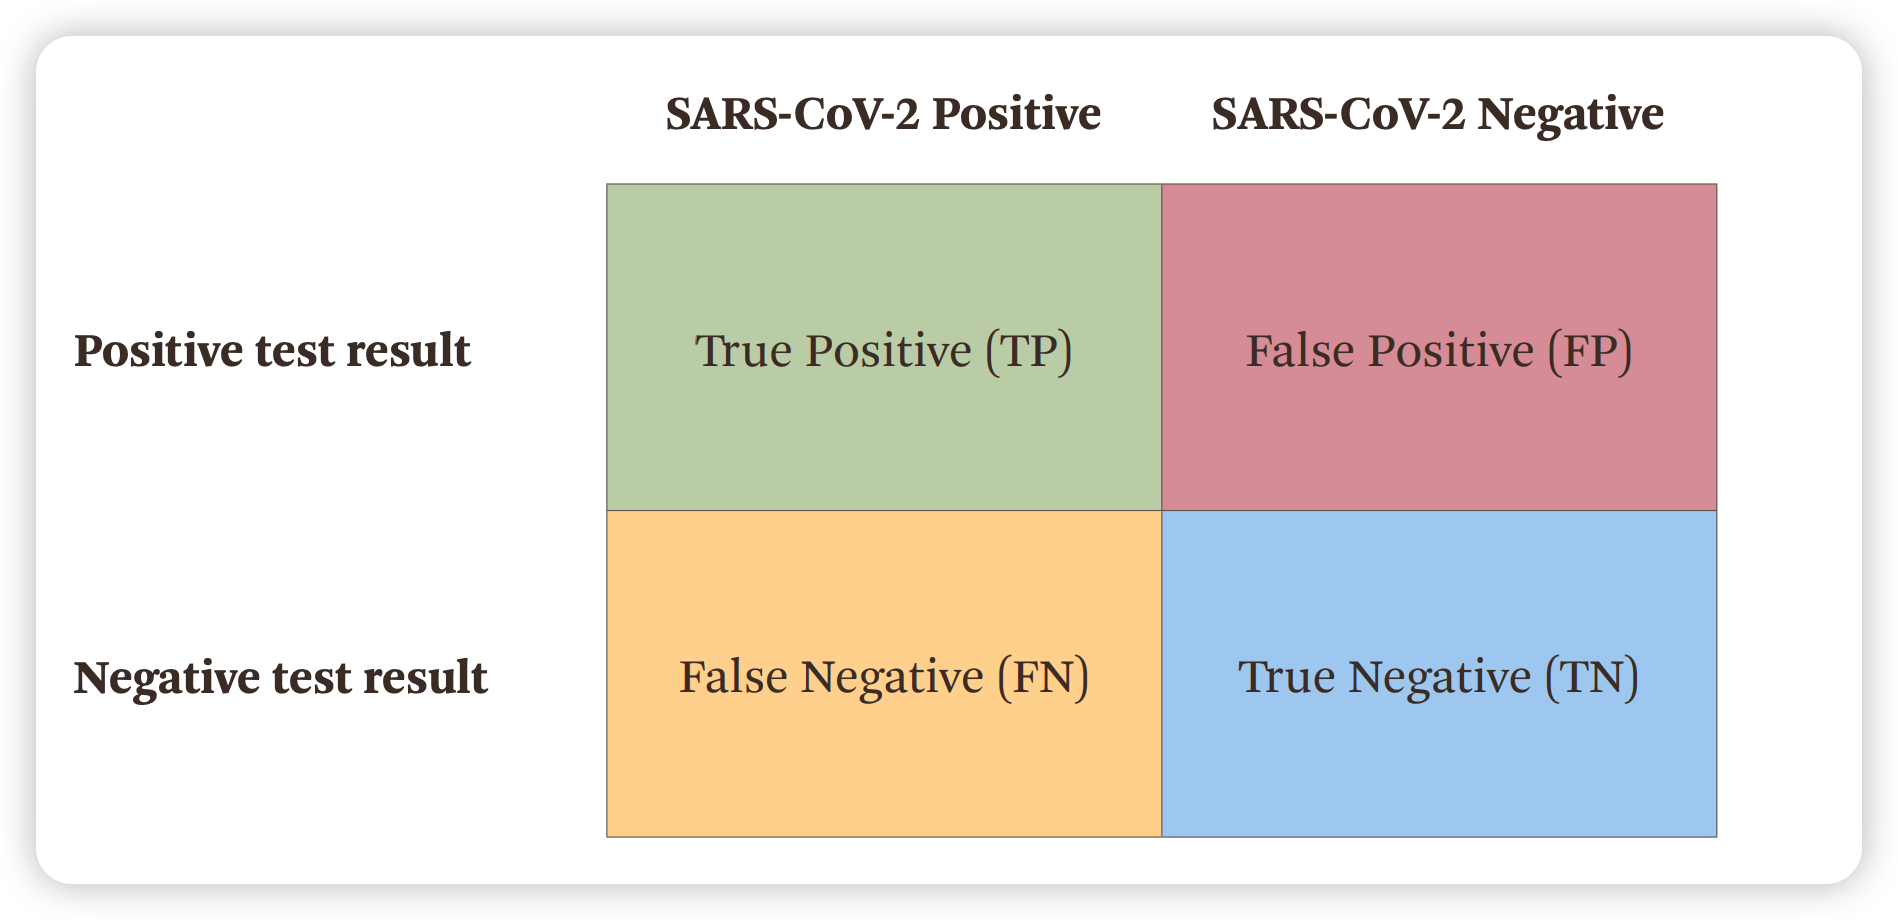 SARS-CoV-2 Positive SARS-CoV-2 Negative
Positive test result True Positive (TP) False Positive (FP)
Negative test result False Negative (FN) True Negative (TN)